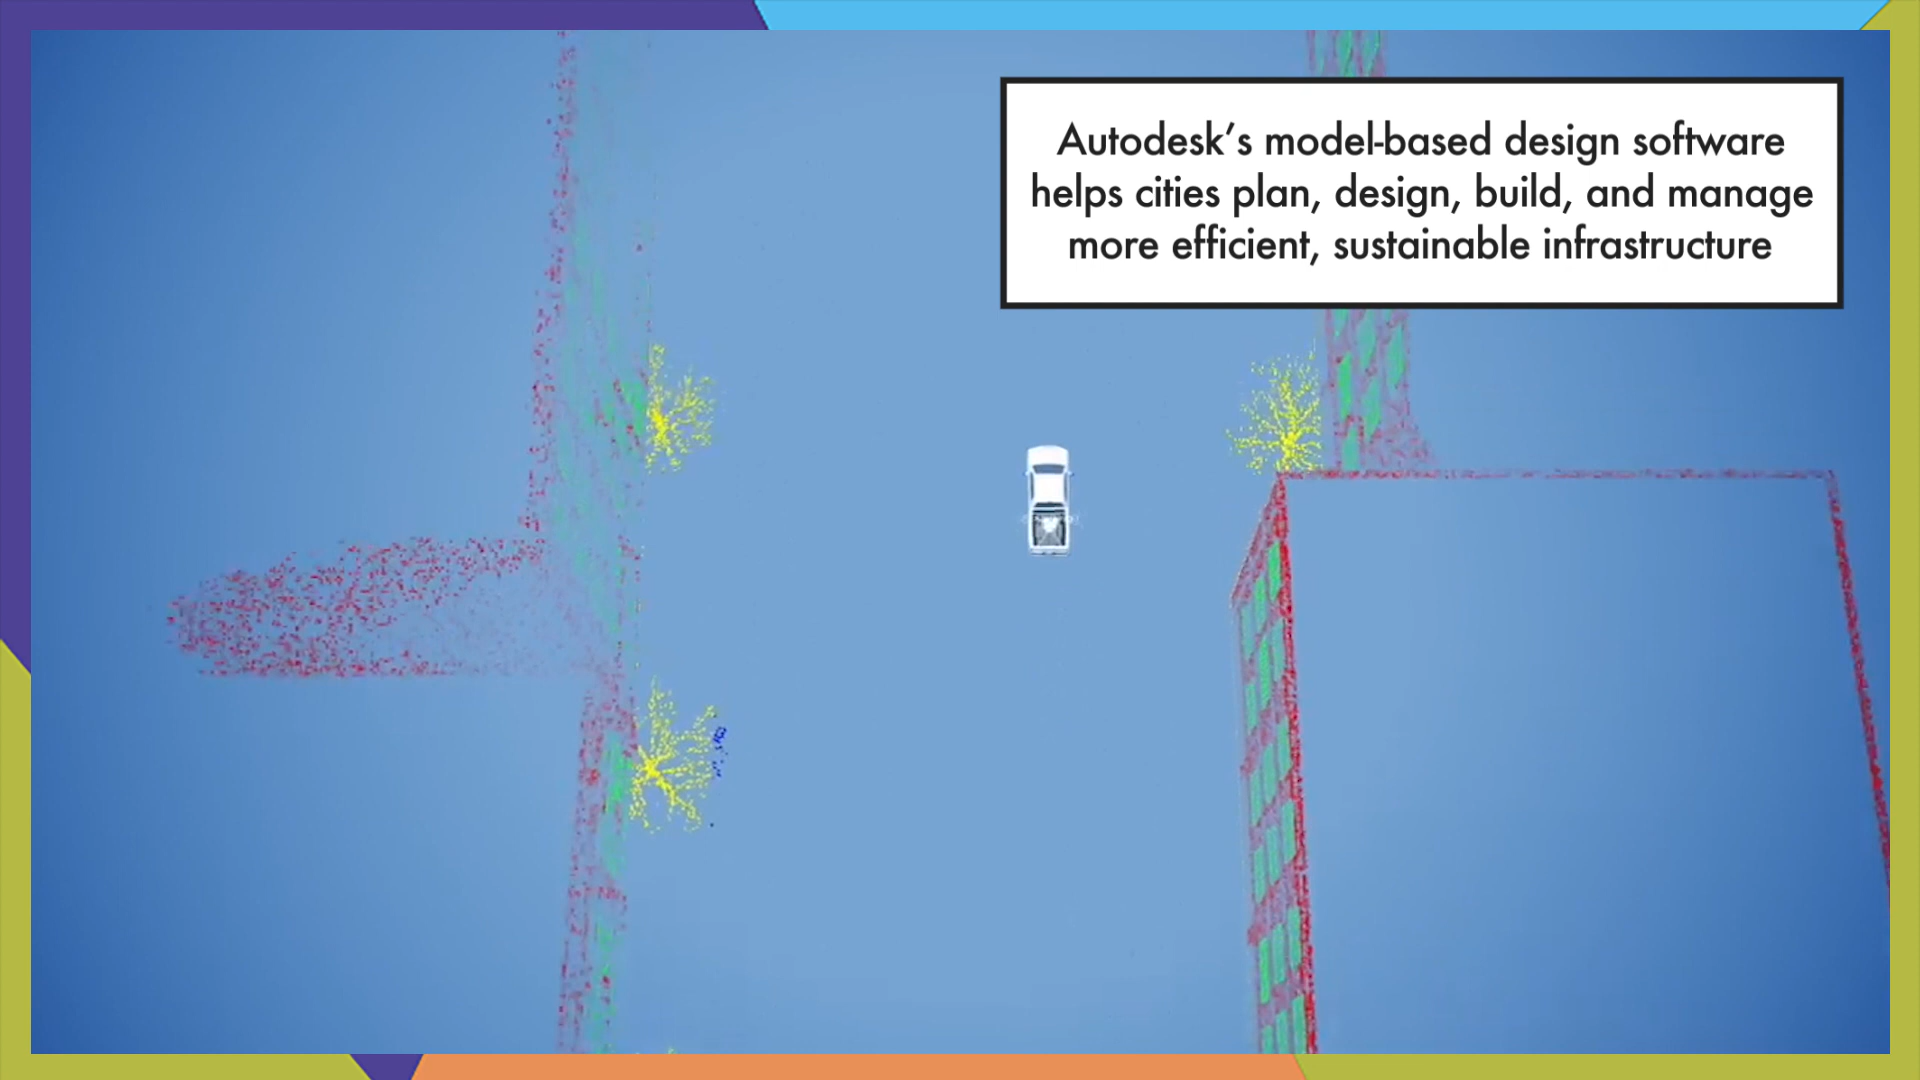 Autodesk’s model-based design software
helps cities plan, design, build, and manage
more efficient, sustainable infrastructure